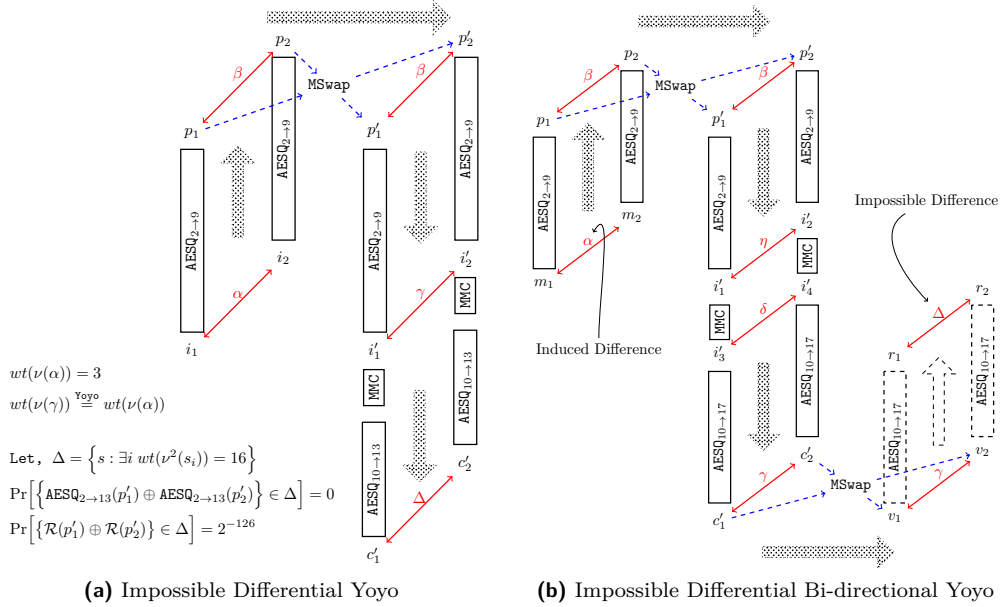 p₂
p′₂
β
MSwap
β
p₁
p′₁
AESQ₂→₉
AESQ₂→₉
AESQ₂→₉
AESQ₂→₉
i₂
i′₂
α
γ
MMC
i₁
i′₁
MMC
AESQ₁₀→₁₃
AESQ₁₀→₁₃
c′₂
Δ
c′₁
wt(ν(α)) = 3
wt(ν(γ)) Yoyo= wt(ν(α))
Let, Δ = {s : ∃i wt(ν²(sᵢ)) = 16}
Pr[{AESQ₂→₁₃(p′₁) ⊕ AESQ₂→₁₃(p′₂)} ∈ Δ] = 0
Pr[{R(p′₁) ⊕ R(p′₂)} ∈ Δ] = 2⁻¹²⁶
(a) Impossible Differential Yoyo
p₂
p′₂
β
MSwap
β
p₁
p′₁
AESQ₂→₉
AESQ₂→₉
AESQ₂→₉
AESQ₂→₉
m₂
i′₂
α
η
MMC
m₁
i′₁
i′₄
MMC
δ
Induced Difference
i′₃
AESQ₁₀→₁₇
AESQ₁₀→₁₇
c′₂
γ
c′₁
MSwap
Impossible Difference
r₂
Δ
r₁
AESQ₁₀→₁₇
AESQ₁₀→₁₇
v₂
γ
v₁
(b) Impossible Differential Bi-directional Yoyo